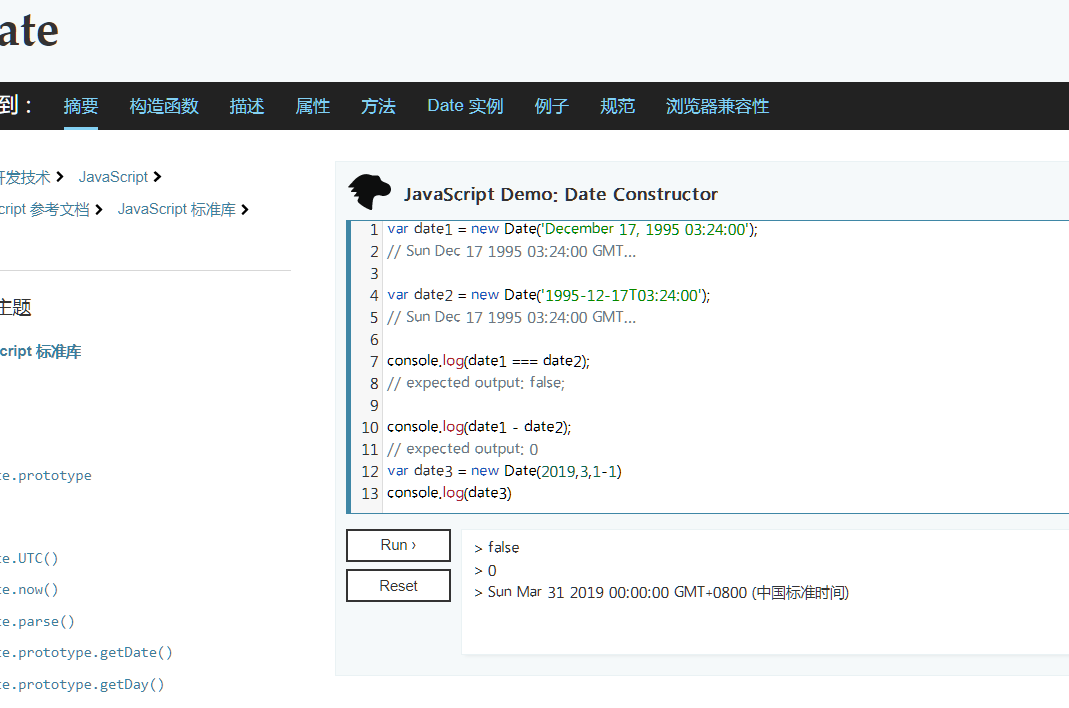 ate
到：
摘要 构造函数 描述 属性 方法 Date 实例 例子 规范 浏览器兼容性
开发技术 JavaScript
cript 参考文档 JavaScript 标准库
主题
cript 标准库
te.prototype
te.UTC()
te.now()
te.parse()
te.prototype.getDate()
te.prototype.getDay()
JavaScript Demo: Date Constructor
1 var date1 = new Date('December 17, 1995 03:24:00');
2 // Sun Dec 17 1995 03:24:00 GMT...
3
4 var date2 = new Date('1995-12-17T03:24:00');
5 // Sun Dec 17 1995 03:24:00 GMT...
6
7 console.log(date1 === date2);
8 // expected output: false;
9
10 console.log(date1 - date2);
11 // expected output: 0
12 var date3 = new Date(2019,3,1-1)
13 console.log(date3)
Run ›
Reset
> false
> 0
> Sun Mar 31 2019 00:00:00 GMT+0800 (中国标准时间)